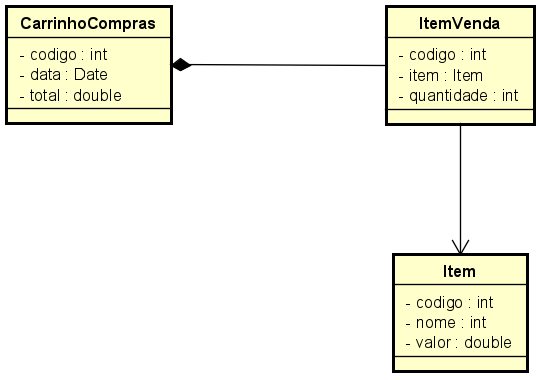 CarrinhoCompras
- codigo : int
- data : Date
- total : double
ItemVenda
- codigo : int
- item : Item
- quantidade : int
Item
- codigo : int
- nome : int
- valor : double